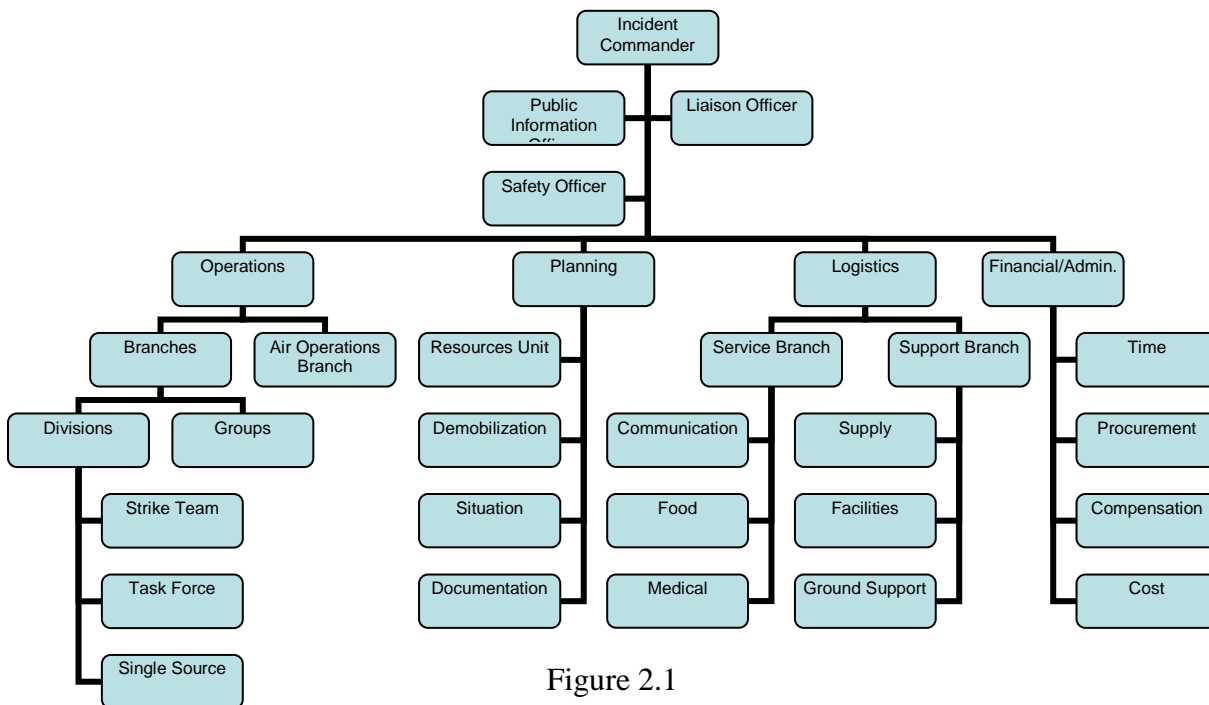 Incident
Commander
Public
Information
Liaison Officer
Safety Officer
Operations
Planning
Logistics
Financial/Admin.
Branches
Air Operations
Branch
Resources Unit
Service Branch
Support Branch
Time
Divisions
Groups
Demobilization
Communication
Supply
Procurement
Strike Team
Situation
Food
Facilities
Compensation
Task Force
Documentation
Medical
Ground Support
Cost
Single Source
Figure 2.1